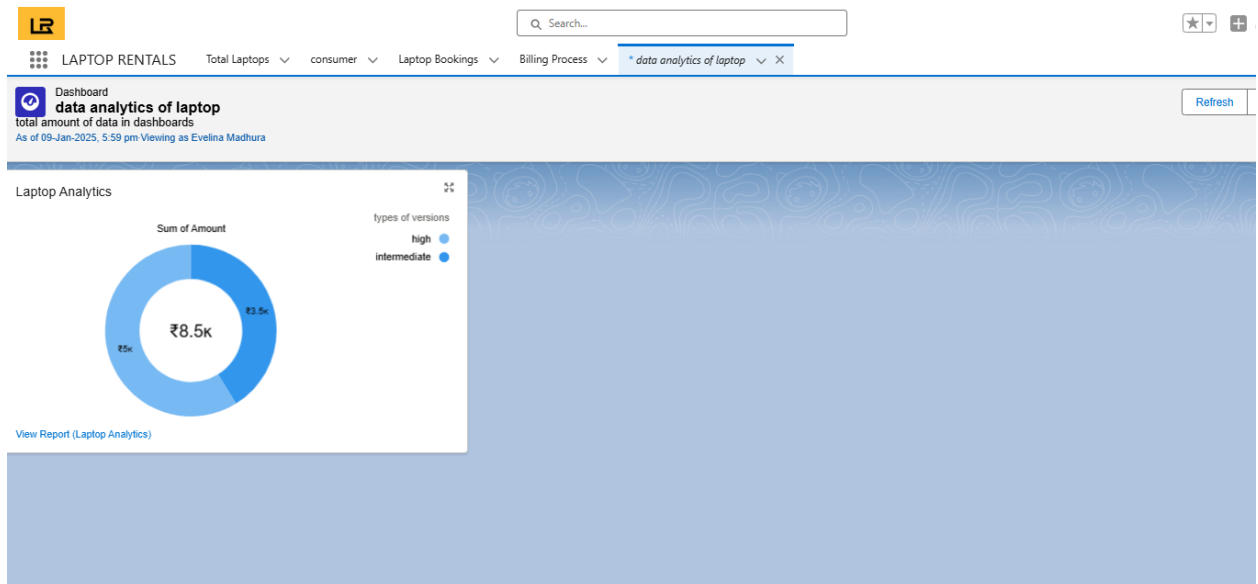 LR
Search...
LAPTOP RENTALS Total Laptops consumer Laptop Bookings Billing Process * data analytics of laptop
Dashboard
data analytics of laptop
total amount of data in dashboards
As of 09-Jan-2025, 5:59 pm·Viewing as Evelina Madhura
Refresh
Laptop Analytics
types of versions
high
intermediate
Sum of Amount
₹3.5K
₹8.5K
₹5K
View Report (Laptop Analytics)